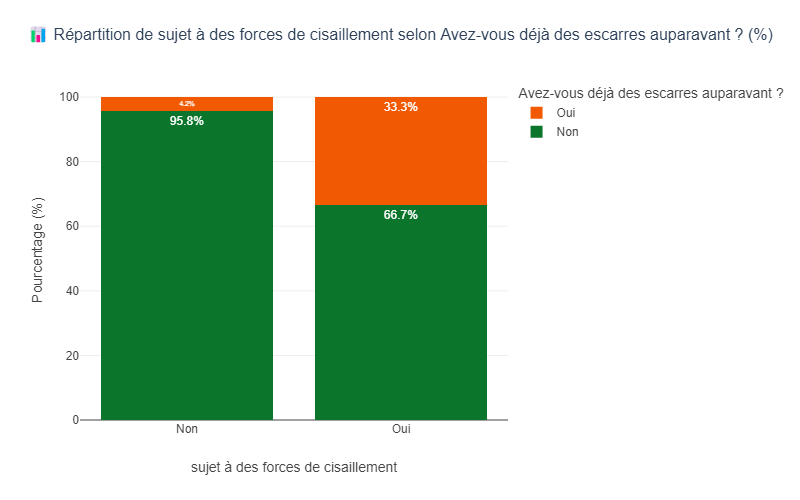 📊 Répartition de sujet à des forces de cisaillement selon Avez-vous déjà des escarres auparavant ? (%)
Avez-vous déjà des escarres auparavant ?
Oui
Non
Pourcentage (%)
100
80
60
40
20
0
4.2%
95.8%
33.3%
66.7%
Non
Oui
sujet à des forces de cisaillement